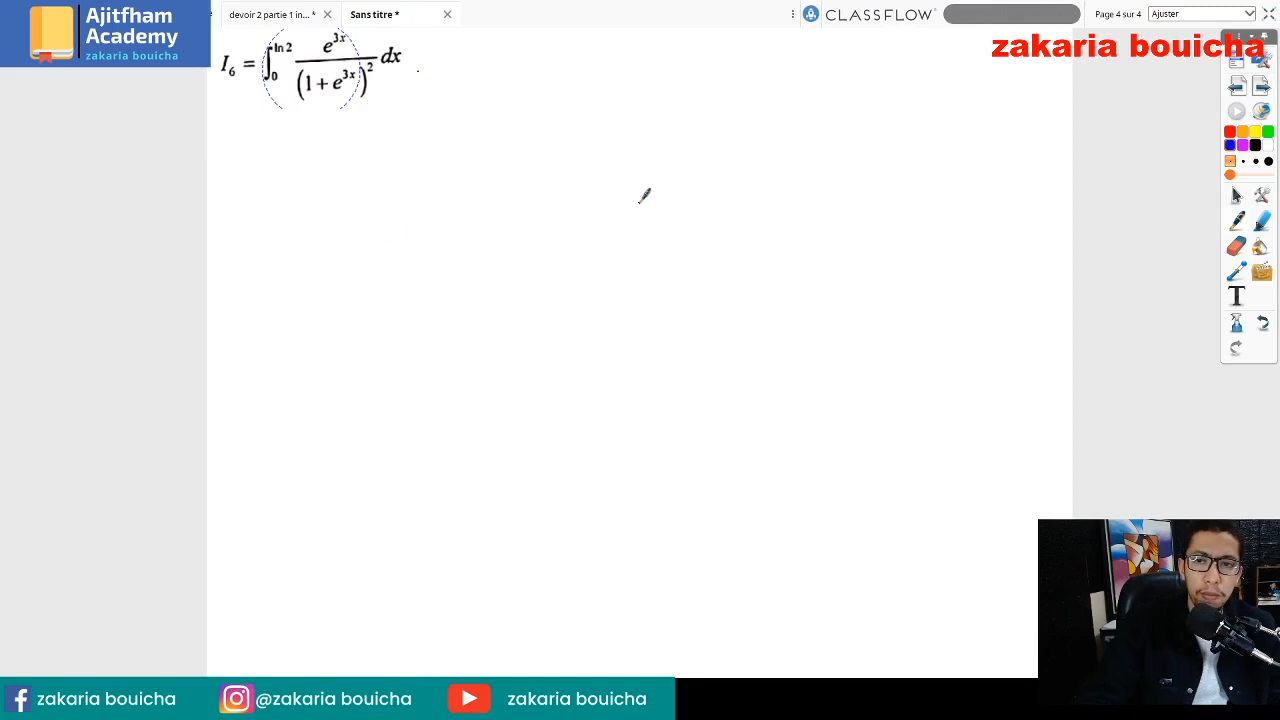 Ajitfham
Academy
zakaria bouicha
devoir 2 partie 1 in... *
Sans titre *
CLASSFLOW
Page 4 sur 4
Ajuster
zakaria bouicha
I₆ = ∫₀^{ln 2} e^{3x} / (1 + e^{3x})² dx
T
zakaria bouicha
@zakaria bouicha
zakaria bouicha